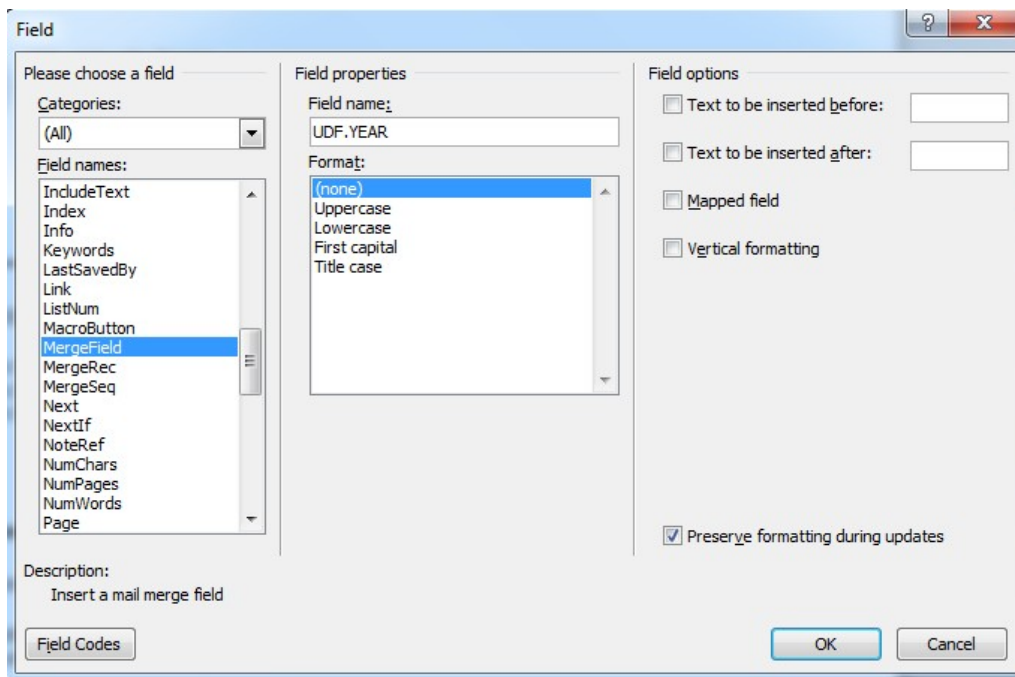 Field
?
X
Please choose a field
Categories:
(All)
Field names:
IncludeText
Index
Info
Keywords
LastSavedBy
Link
ListNum
MacroButton
MergeField
MergeRec
MergeSeq
Next
NextIf
NoteRef
NumChars
NumPages
NumWords
Page
Field properties
Field name:
UDF.YEAR
Format:
(none)
Uppercase
Lowercase
First capital
Title case
Field options
Text to be inserted before:
Text to be inserted after:
Mapped field
Vertical formatting
Preserve formatting during updates
Description:
Insert a mail merge field
Field Codes
OK
Cancel